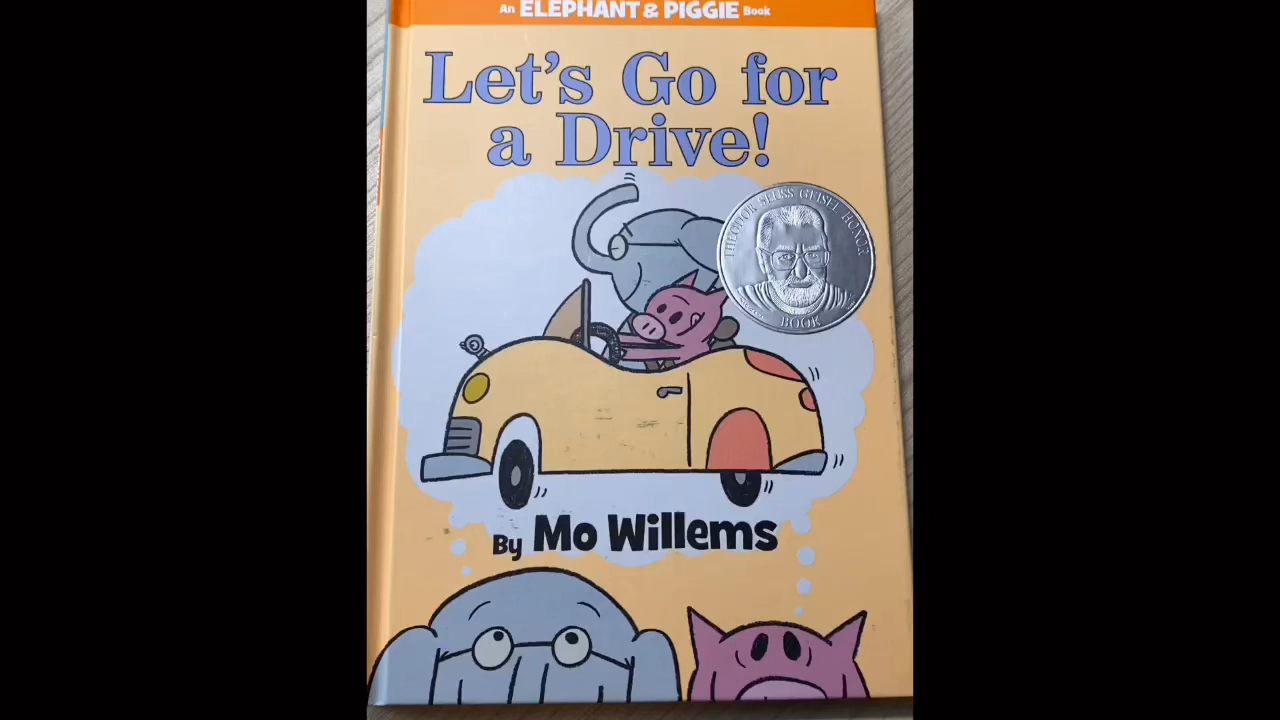 An ELEPHANT & PIGGIE Book
Let's Go for
a Drive!
THEODOR SEUSS GEISEL HONOR
BOOK
By Mo Willems